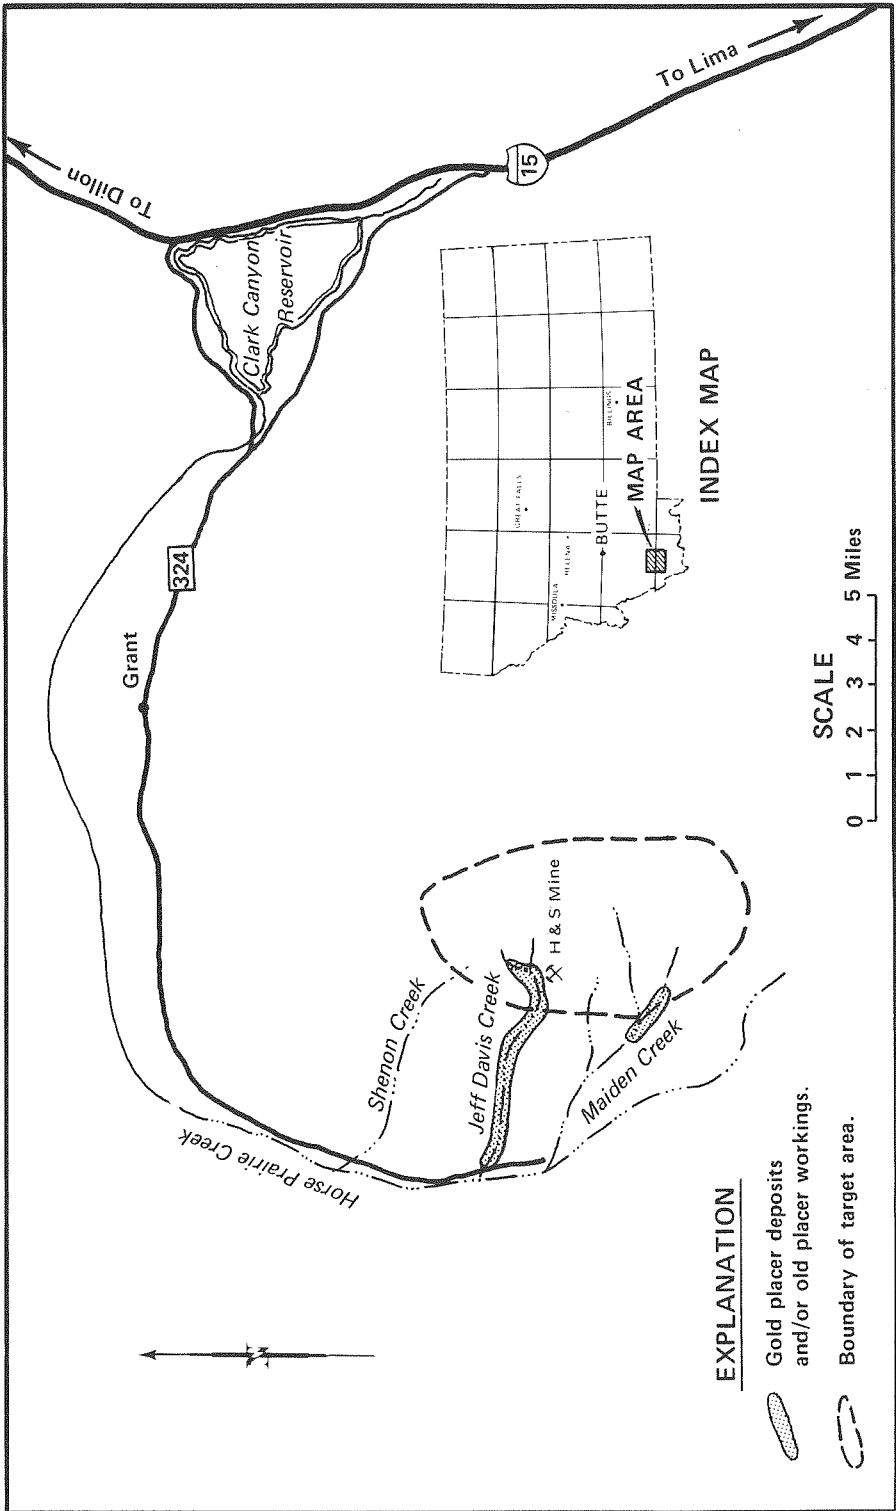 To Dillon
To Lima
15
Clark Canyon
Reservoir
324
Grant
Horse Prairie Creek
Shenon Creek
Jeff Davis Creek
H & S Mine
Maiden Creek
N
GREAT FALLS
MISSOULA
HELENA
BUTTE
BILLINGS
MAP AREA
INDEX MAP
EXPLANATION
Gold placer deposits
and/or old placer workings.
Boundary of target area.
SCALE
0 1 2 3 4 5 Miles